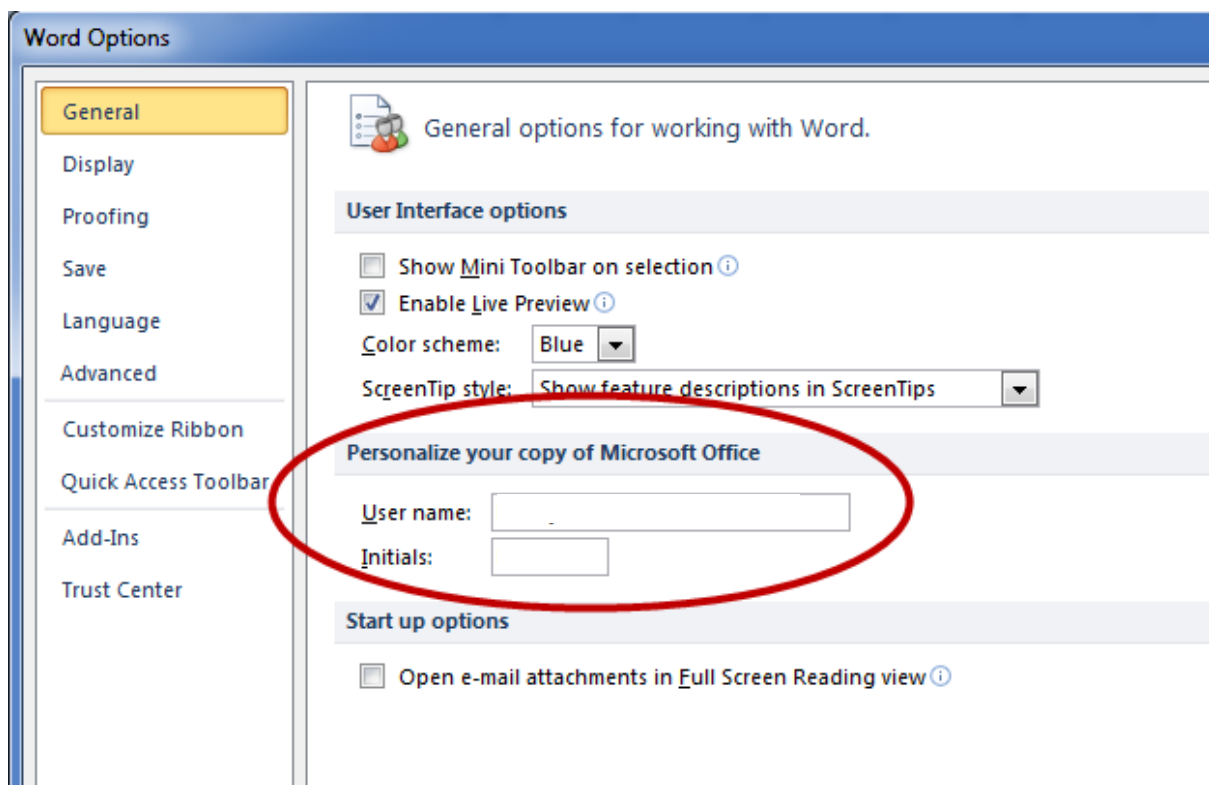 Word Options
General
Display
Proofing
Save
Language
Advanced
Customize Ribbon
Quick Access Toolbar
Add-Ins
Trust Center
General options for working with Word.
User Interface options
Show Mini Toolbar on selection
Enable Live Preview
Color scheme: Blue
ScreenTip style: Show feature descriptions in ScreenTips
Personalize your copy of Microsoft Office
User name:
Initials:
Start up options
Open e-mail attachments in Full Screen Reading view